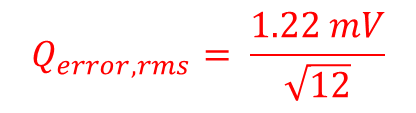 Q_error,rms = 1.22 mV / √12